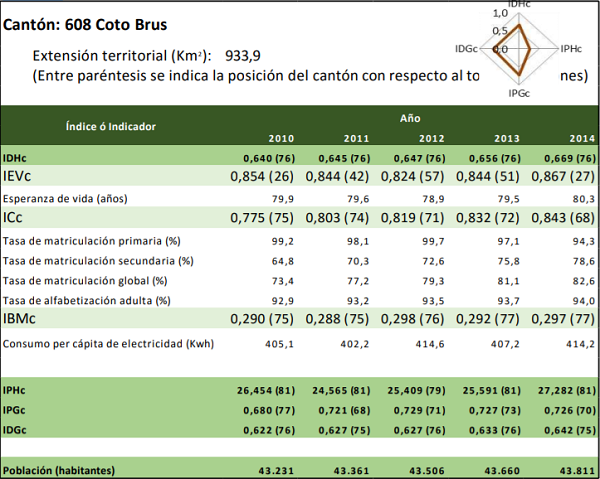 Cantón: 608 Coto Brus
IDHc
1,0
0,5
IDGc 0,0 IPHc
IPGc
Extensión territorial (Km²): 933,9
(Entre paréntesis se indica la posición del cantón con respecto al to nes)
Índice ó Indicador Año
2010 2011 2012 2013 2014
IDHc 0,640 (76) 0,645 (76) 0,647 (76) 0,656 (76) 0,669 (76)
IEVc 0,854 (26) 0,844 (42) 0,824 (57) 0,844 (51) 0,867 (27)
Esperanza de vida (años) 79,9 79,6 78,9 79,5 80,3
ICc 0,775 (75) 0,803 (74) 0,819 (71) 0,832 (72) 0,843 (68)
Tasa de matriculación primaria (%) 99,2 98,1 99,7 97,1 94,3
Tasa de matriculación secundaria (%) 64,8 70,3 72,6 75,8 78,6
Tasa de matriculación global (%) 73,4 77,2 79,3 81,1 82,6
Tasa de alfabetización adulta (%) 92,9 93,2 93,5 93,7 94,0
IBMc 0,290 (75) 0,288 (75) 0,298 (76) 0,292 (77) 0,297 (77)
Consumo per cápita de electricidad (Kwh) 405,1 402,2 414,6 407,2 414,2
IPHc 26,454 (81) 24,565 (81) 25,409 (79) 25,591 (81) 27,282 (81)
IPGc 0,680 (77) 0,721 (68) 0,729 (71) 0,727 (73) 0,726 (70)
IDGc 0,622 (76) 0,627 (75) 0,627 (76) 0,633 (76) 0,642 (75)
Población (habitantes) 43.231 43.361 43.506 43.660 43.811